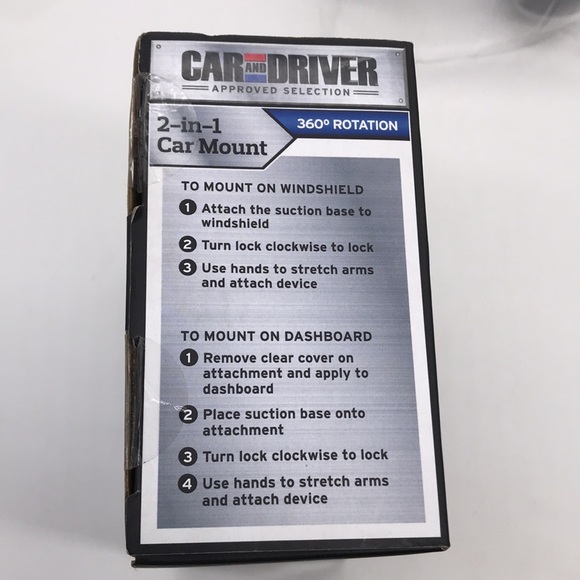 CAR AND DRIVER
APPROVED SELECTION
2-in-1
Car Mount
360º ROTATION
TO MOUNT ON WINDSHIELD
1 Attach the suction base to
windshield
2 Turn lock clockwise to lock
3 Use hands to stretch arms
and attach device
TO MOUNT ON DASHBOARD
1 Remove clear cover on
attachment and apply to
dashboard
2 Place suction base onto
attachment
3 Turn lock clockwise to lock
4 Use hands to stretch arms
and attach device